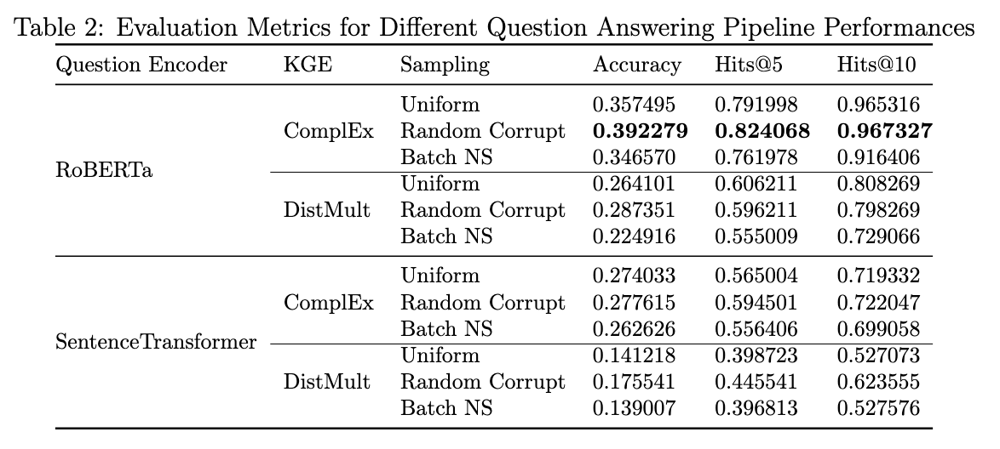 Table 2: Evaluation Metrics for Different Question Answering Pipeline Performances
Question Encoder KGE Sampling Accuracy Hits@5 Hits@10
Uniform 0.357495 0.791998 0.965316
ComplEx Random Corrupt 0.392279 0.824068 0.967327
Batch NS 0.346570 0.761978 0.916406
RoBERTa
Uniform 0.264101 0.606211 0.808269
DistMult Random Corrupt 0.287351 0.596211 0.798269
Batch NS 0.224916 0.555009 0.729066
Uniform 0.274033 0.565004 0.719332
ComplEx Random Corrupt 0.277615 0.594501 0.722047
Batch NS 0.262626 0.556406 0.699058
SentenceTransformer
Uniform 0.141218 0.398723 0.527073
DistMult Random Corrupt 0.175541 0.445541 0.623555
Batch NS 0.139007 0.396813 0.527576